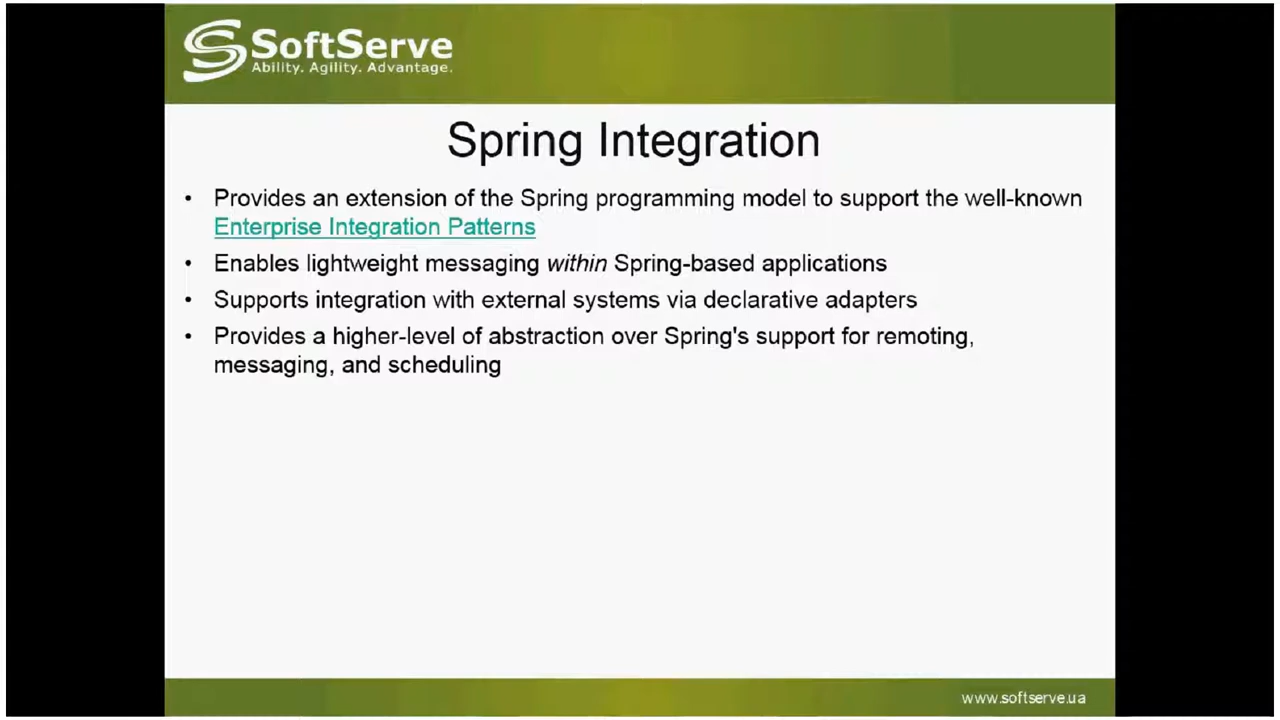 SoftServe
Ability. Agility. Advantage.
Spring Integration
• Provides an extension of the Spring programming model to support the well-known
Enterprise Integration Patterns
• Enables lightweight messaging within Spring-based applications
• Supports integration with external systems via declarative adapters
• Provides a higher-level of abstraction over Spring's support for remoting,
messaging, and scheduling
www.softserve.ua